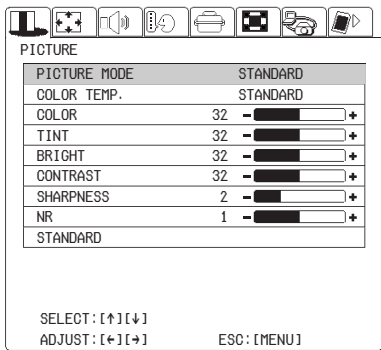 PICTURE
PICTURE MODE STANDARD
COLOR TEMP. STANDARD
COLOR 32 - +
TINT 32 - +
BRIGHT 32 - +
CONTRAST 32 - +
SHARPNESS 2 - +
NR 1 - +
STANDARD
SELECT:[↑][↓]
ADJUST:[←][→] ESC:[MENU]